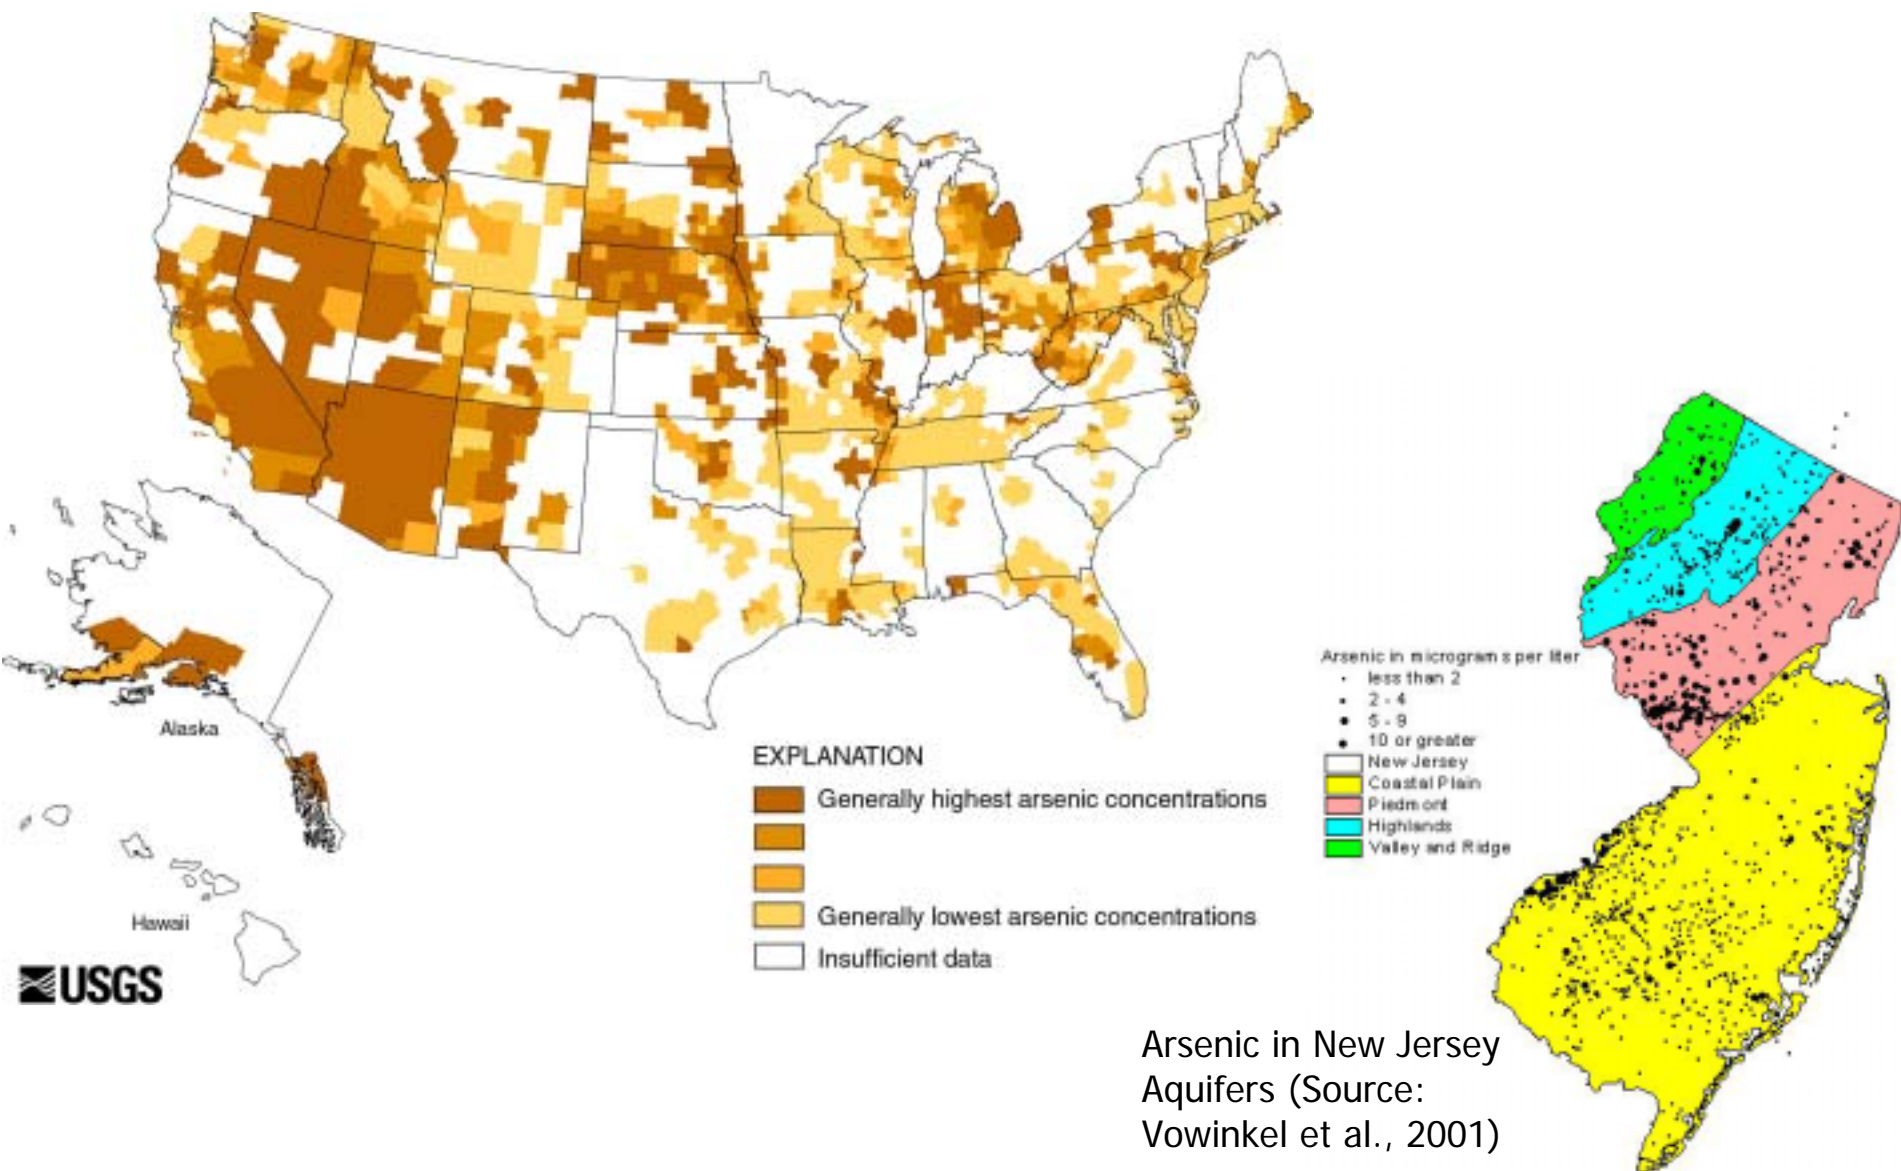 Alaska
Hawaii
USGS
EXPLANATION
Generally highest arsenic concentrations
Generally lowest arsenic concentrations
Insufficient data
Arsenic in micrograms per liter
less than 2
2 - 4
5 - 9
10 or greater
New Jersey
Coastal Plain
Piedmont
Highlands
Valley and Ridge
Arsenic in New Jersey
Aquifers (Source:
Vowinkel et al., 2001)